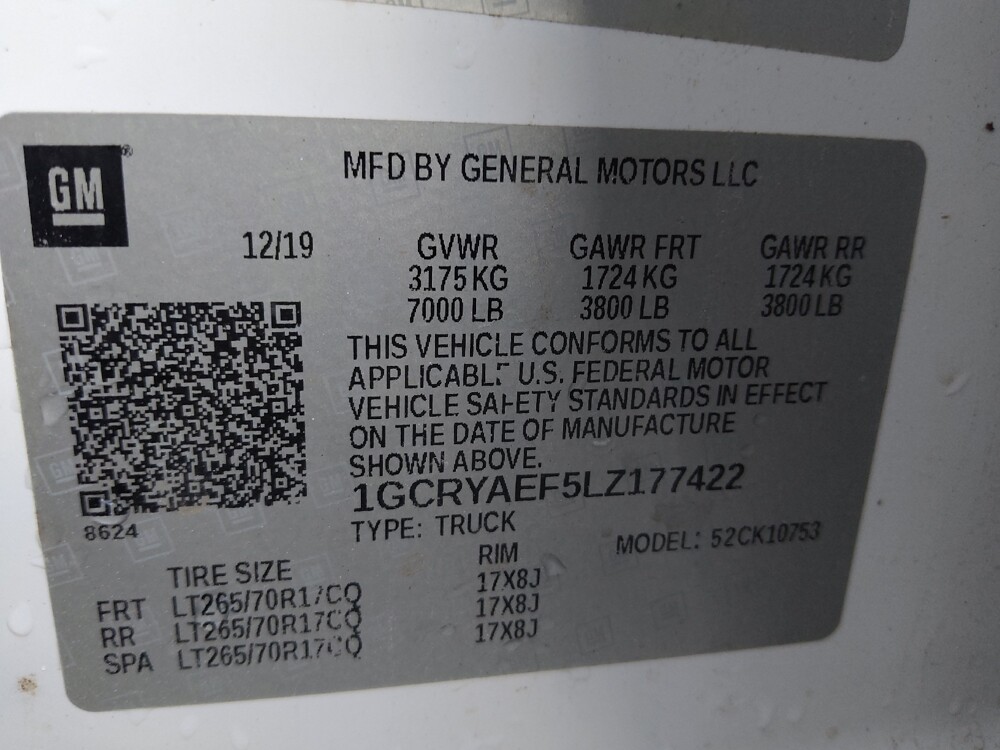 GM
MFD BY GENERAL MOTORS LLC
12/19 GVWR GAWR FRT GAWR RR
3175 KG 1724 KG 1724 KG
7000 LB 3800 LB 3800 LB
THIS VEHICLE CONFORMS TO ALL
APPLICABLE U.S. FEDERAL MOTOR
VEHICLE SAFETY STANDARDS IN EFFECT
ON THE DATE OF MANUFACTURE
SHOWN ABOVE.
1GCRYAEF5LZ177422
8624
TYPE: TRUCK MODEL: 52CK10753
TIRE SIZE RIM
FRT LT265/70R17CQ 17X8J
RR LT265/70R17CQ 17X8J
SPA LT265/70R17CQ 17X8J